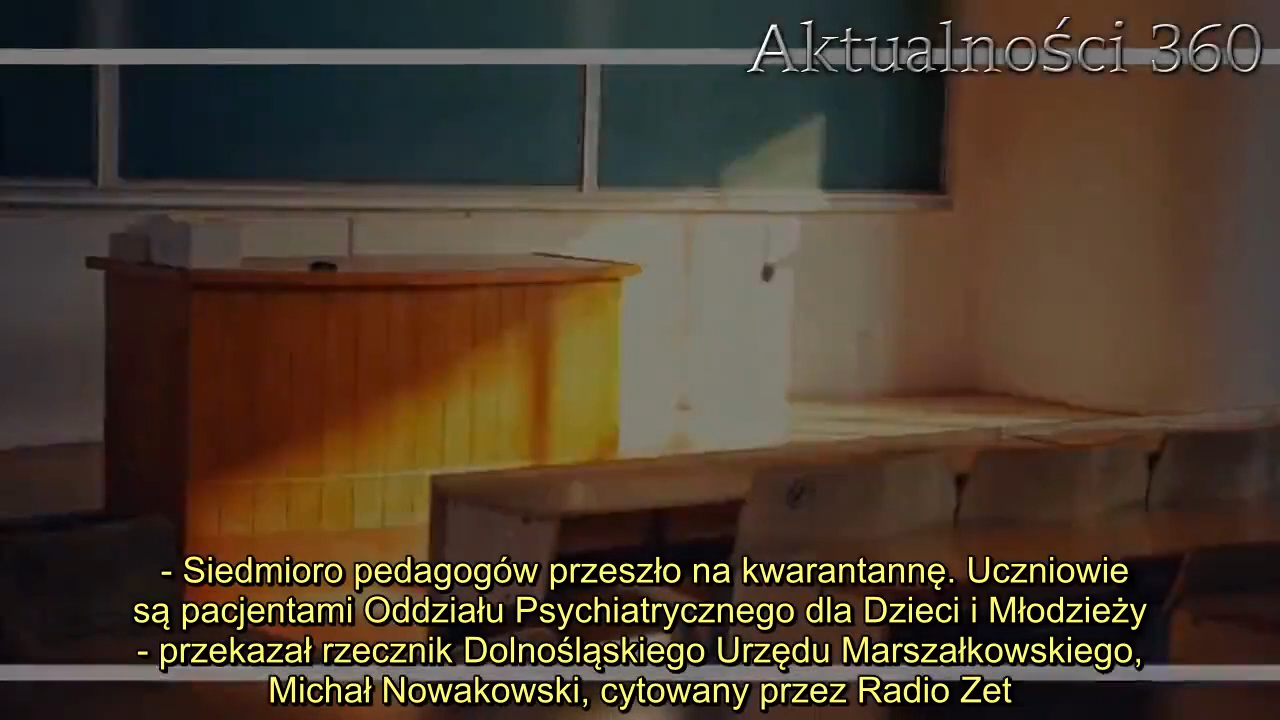 Aktualności 360
- Siedmioro pedagogów przeszło na kwarantannę. Uczniowie
są pacjentami Oddziału Psychiatrycznego dla Dzieci i Młodzieży
- przekazał rzecznik Dolnośląskiego Urzędu Marszałkowskiego,
Michał Nowakowski, cytowany przez Radio Zet